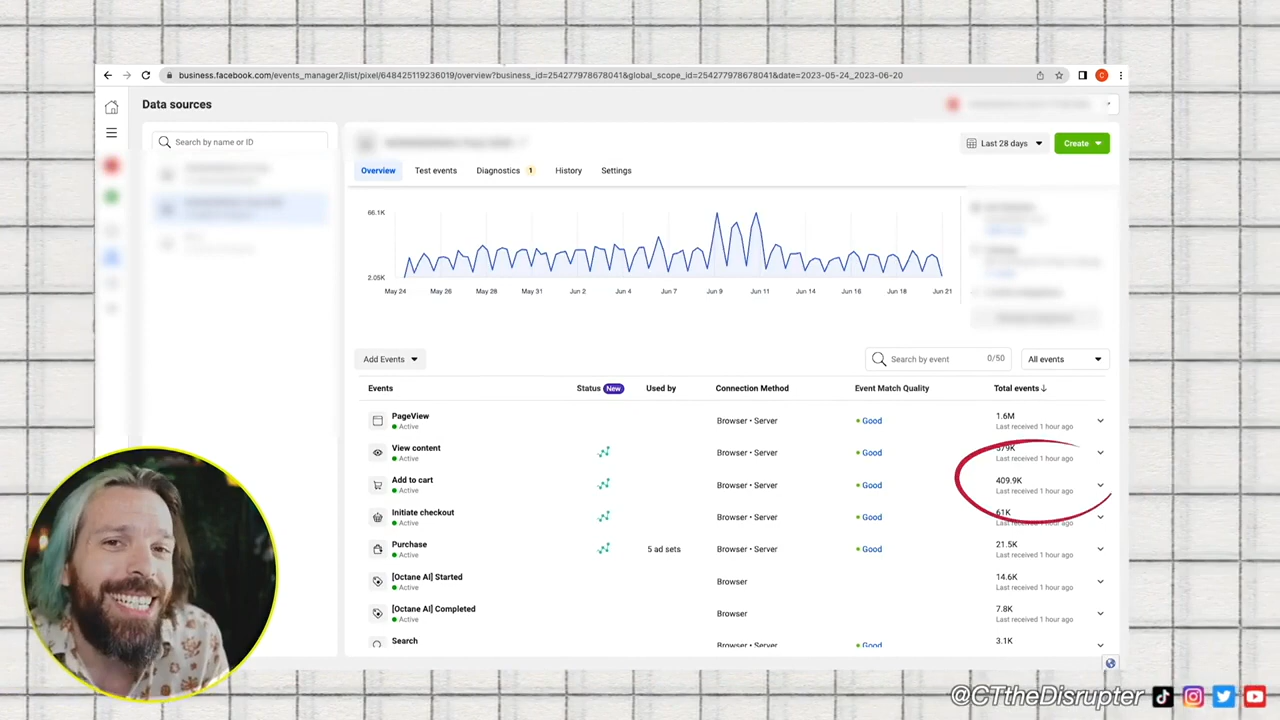 business.facebook.com/events_manager2/list/pixel/648425119236019/overview?business_id=254277978678041&global_scope_id=254277978678041&date=2023-05-24_2023-06-20
C
Data sources
Search by name or ID
Last 28 days
Create
Overview Test events Diagnostics 1 History Settings
66.1K
2.05K
May 24 May 26 May 28 May 31 Jun 2 Jun 4 Jun 7 Jun 9 Jun 11 Jun 14 Jun 16 Jun 18 Jun 21
Add Events
Search by event 0/50
All events
Events Status New Used by Connection Method Event Match Quality Total events
PageView Browser • Server Good 1.6M
Active Last received 1 hour ago
View content Browser • Server Good 579K
Active Last received 1 hour ago
Add to cart Browser • Server Good 409.9K
Active Last received 1 hour ago
Initiate checkout Browser • Server Good 61K
Active Last received 1 hour ago
Purchase 5 ad sets Browser • Server Good 21.5K
Active Last received 1 hour ago
[Octane AI] Started Browser 14.6K
Active Last received 1 hour ago
[Octane AI] Completed Browser 7.8K
Active Last received 1 hour ago
Search Browser • Server Good 3.1K
@CTtheDisrupter